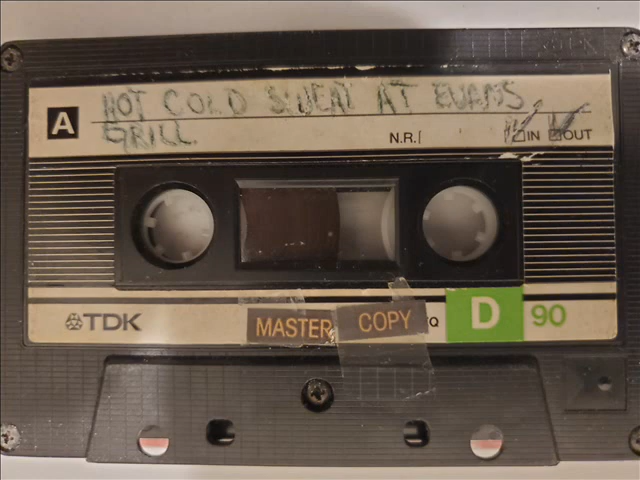 A HOT COLD SWEAT AT EVANS
GRILL
N.R. IN OUT
TDK MASTER COPY D 90